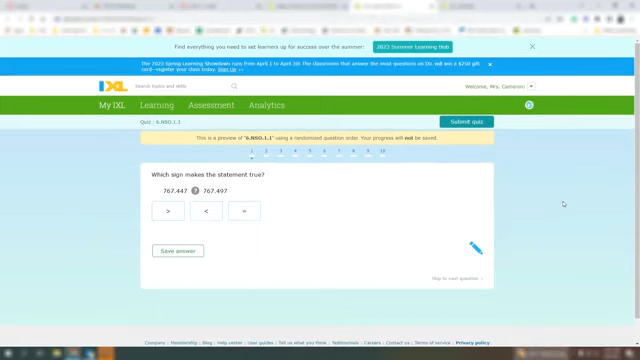 Find everything you need to set learners up for success over the summer:
2023 Summer Learning Hub
The 2023 Spring Learning Showdown runs from April 1 to April 30! The classrooms that answer the most questions on IXL will win a $250 gift
card—register your class today. Sign Up
IXL
Search topics and skills
Welcome, Mrs. Cameron!
My IXL Learning Assessment Analytics
Quiz : 6.NSO.1.1
Submit quiz
This is a preview of 6.NSO.1.1 using a randomized question order. Your progress will not be saved.
1 2 3 4 5 6 7 8 9 10
Which sign makes the statement true?
767.447 ? 767.497
> < =
Save answer
Skip to next question
Company | Membership | Blog | Help center | User guides | Tell us what you think | Testimonials | Careers | Contact us | Terms of service | Privacy policy